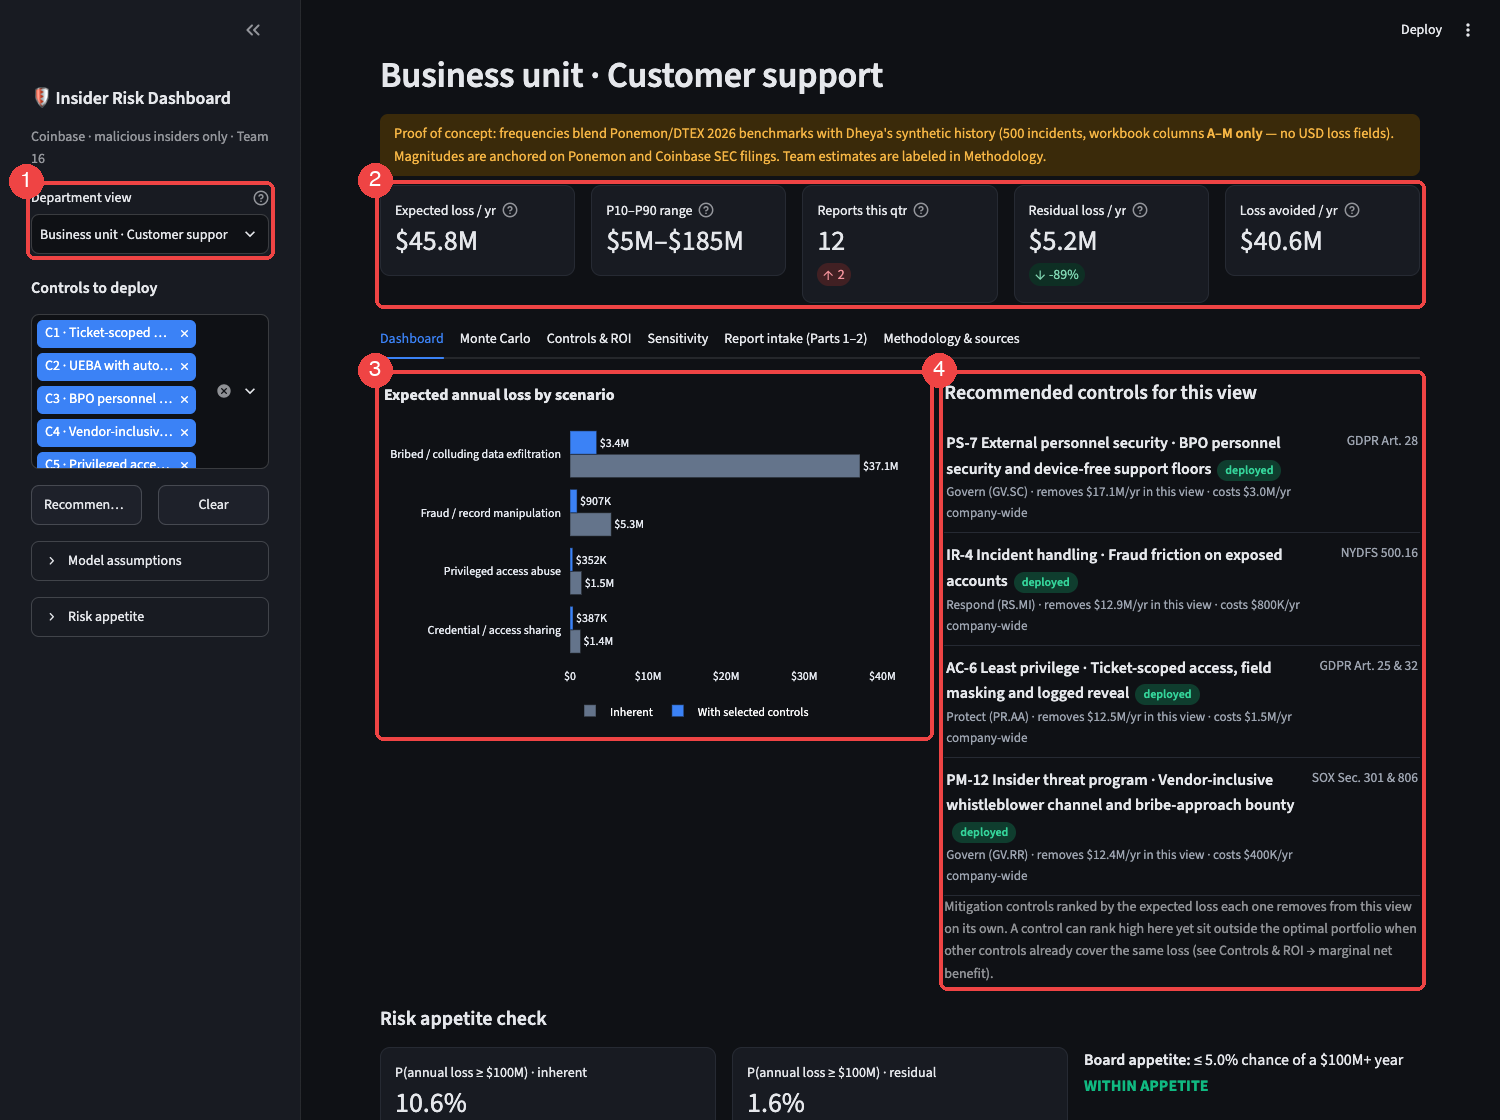 Deploy
Insider Risk Dashboard
Coinbase · malicious insiders only · Team
16
1
Department view
Business unit · Customer suppor
Controls to deploy
C1 · Ticket-scoped …
C2 · UEBA with auto…
C3 · BPO personnel …
C4 · Vendor-inclusiv…
C5 · Privileged acce…
Recommen…
Clear
Model assumptions
Risk appetite
Business unit · Customer support
Proof of concept: frequencies blend Ponemon/DTEX 2026 benchmarks with Dheya's synthetic history (500 incidents, workbook columns A–M only — no USD loss fields).
Magnitudes are anchored on Ponemon and Coinbase SEC filings. Team estimates are labeled in Methodology.
2
Expected loss / yr
$45.8M
P10–P90 range
$5M–$185M
Reports this qtr
12
↑ 2
Residual loss / yr
$5.2M
↓ -89%
Loss avoided / yr
$40.6M
Dashboard
Monte Carlo
Controls & ROI
Sensitivity
Report intake (Parts 1–2)
Methodology & sources
3
Expected annual loss by scenario
Bribed / colluding data exfiltration
$3.4M
$37.1M
Fraud / record manipulation
$907K
$5.3M
Privileged access abuse
$352K
$1.5M
Credential / access sharing
$387K
$1.4M
$0
$10M
$20M
$30M
$40M
Inherent
With selected controls
4
Recommended controls for this view
PS-7 External personnel security · BPO personnel
security and device-free support floors deployed
GDPR Art. 28
Govern (GV.SC) · removes $17.1M/yr in this view · costs $3.0M/yr
company-wide
IR-4 Incident handling · Fraud friction on exposed
accounts deployed
NYDFS 500.16
Respond (RS.MI) · removes $12.9M/yr in this view · costs $800K/yr
company-wide
AC-6 Least privilege · Ticket-scoped access, field
masking and logged reveal deployed
GDPR Art. 25 & 32
Protect (PR.AA) · removes $12.5M/yr in this view · costs $1.5M/yr
company-wide
PM-12 Insider threat program · Vendor-inclusive
whistleblower channel and bribe-approach bounty
deployed
SOX Sec. 301 & 806
Govern (GV.RR) · removes $12.4M/yr in this view · costs $400K/yr
company-wide
Mitigation controls ranked by the expected loss each one removes from this view
on its own. A control can rank high here yet sit outside the optimal portfolio when
other controls already cover the same loss (see Controls & ROI → marginal net
benefit).
Risk appetite check
P(annual loss ≥ $100M) · inherent
10.6%
P(annual loss ≥ $100M) · residual
1.6%
Board appetite: ≤ 5.0% chance of a $100M+ year
WITHIN APPETITE